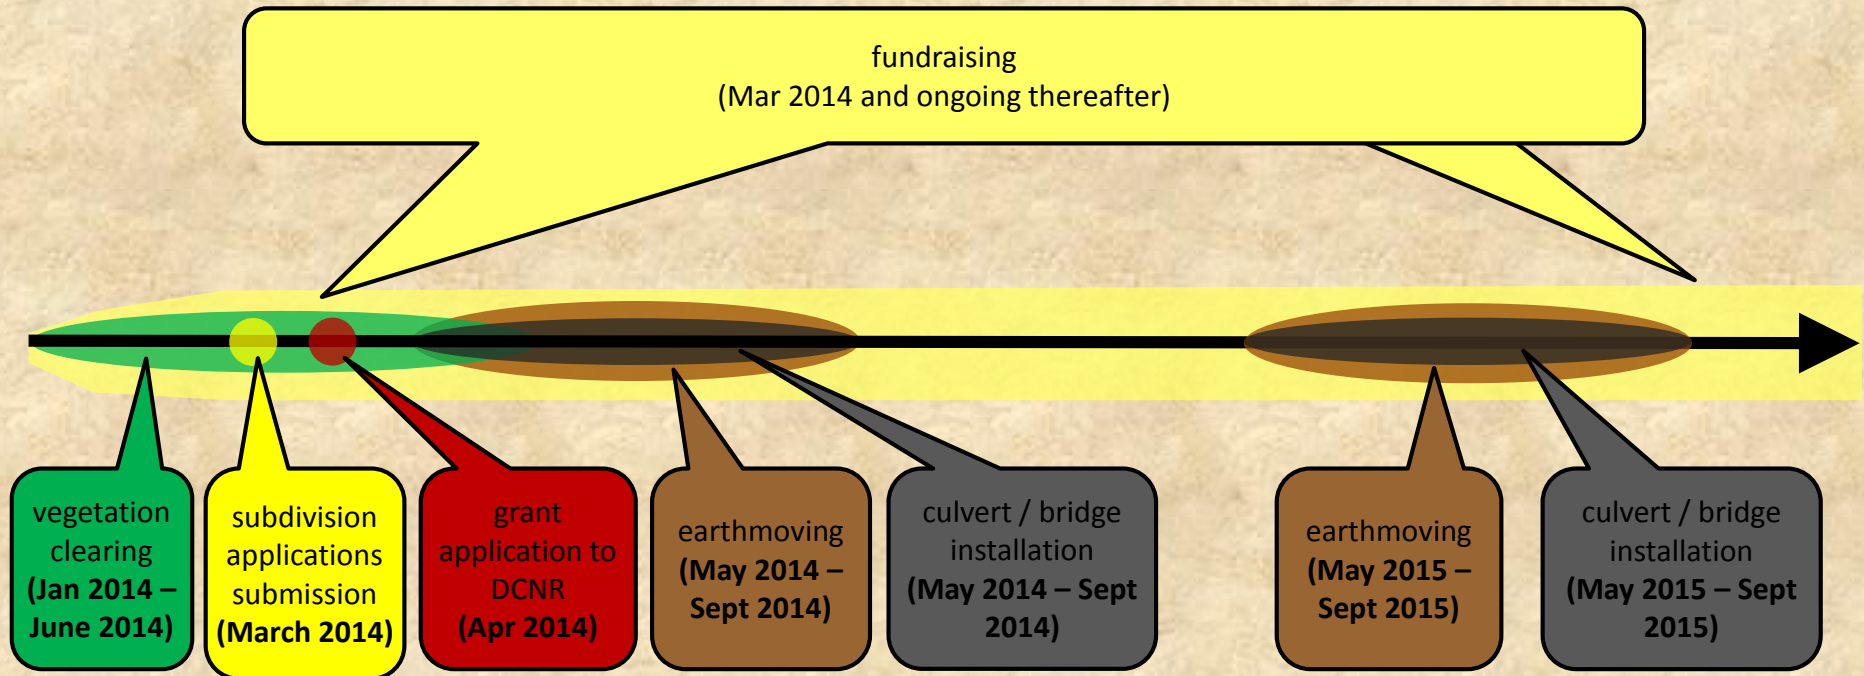 fundraising
(Mar 2014 and ongoing thereafter)
vegetation
clearing
(Jan 2014 –
June 2014)
subdivision
applications
submission
(March 2014)
grant
application to
DCNR
(Apr 2014)
earthmoving
(May 2014 –
Sept 2014)
culvert / bridge
installation
(May 2014 – Sept
2014)
earthmoving
(May 2015 –
Sept 2015)
culvert / bridge
installation
(May 2015 – Sept
2015)